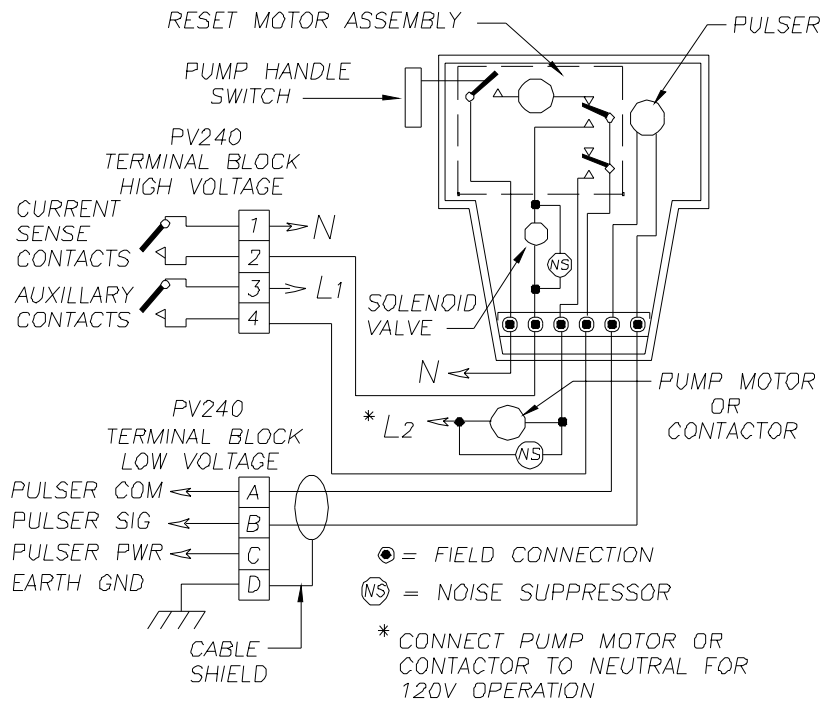 RESET MOTOR ASSEMBLY
PULSER
PUMP HANDLE
SWITCH
PV240
TERMINAL BLOCK
HIGH VOLTAGE
CURRENT
SENSE
CONTACTS
1
N
2
AUXILLARY
CONTACTS
3
L1
4
NS
SOLENOID
VALVE
N
PUMP MOTOR
OR
CONTACTOR
* L2
NS
PV240
TERMINAL BLOCK
LOW VOLTAGE
PULSER COM
A
PULSER SIG
B
PULSER PWR
C
EARTH GND
D
CABLE
SHIELD
= FIELD CONNECTION
NS = NOISE SUPPRESSOR
* CONNECT PUMP MOTOR OR
CONTACTOR TO NEUTRAL FOR
120V OPERATION